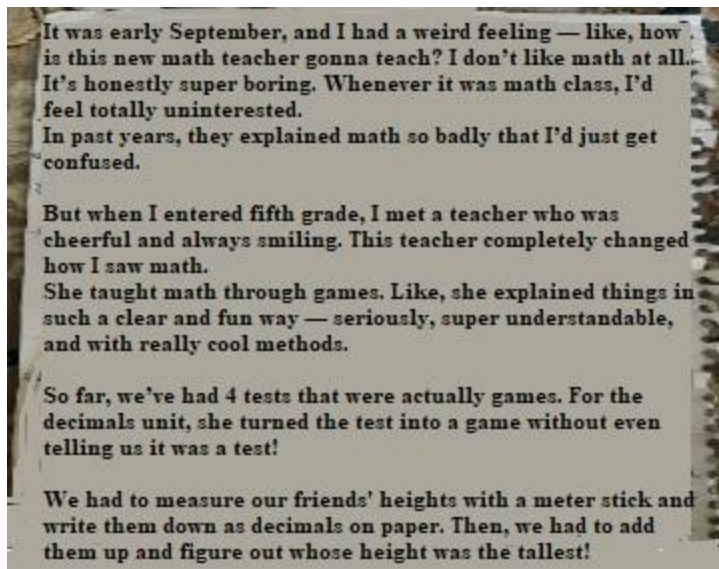 It was early September, and I had a weird feeling — like, how
is this new math teacher gonna teach? I don't like math at all.
It's honestly super boring. Whenever it was math class, I'd
feel totally uninterested.
In past years, they explained math so badly that I'd just get
confused.
But when I entered fifth grade, I met a teacher who was
cheerful and always smiling. This teacher completely changed
how I saw math.
She taught math through games. Like, she explained things in
such a clear and fun way — seriously, super understandable,
and with really cool methods.
So far, we've had 4 tests that were actually games. For the
decimals unit, she turned the test into a game without even
telling us it was a test!
We had to measure our friends' heights with a meter stick and
write them down as decimals on paper. Then, we had to add
them up and figure out whose height was the tallest!